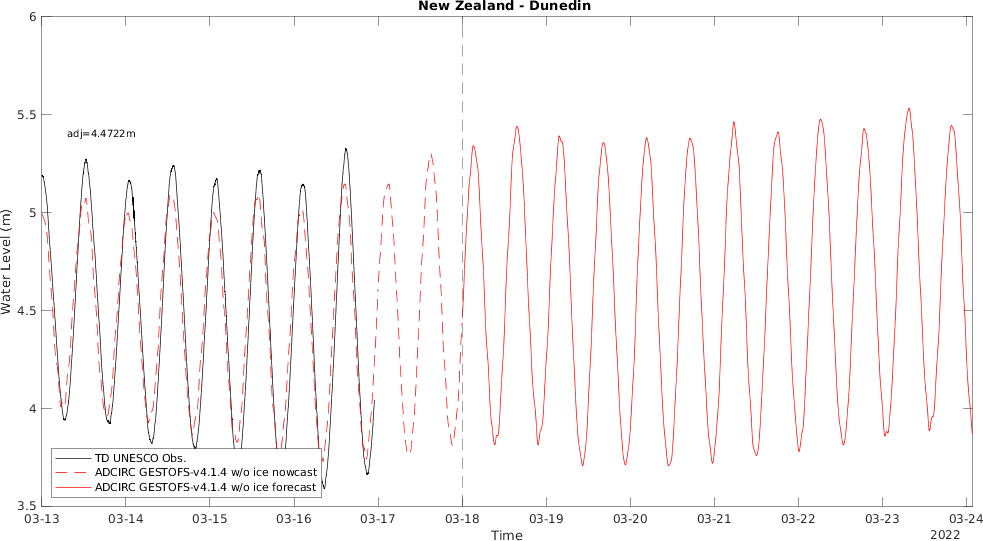 New Zealand - Dunedin
6
5.5
adj=4.4722m
5
Water Level (m)
4.5
4
TD UNESCO Obs.
ADCIRC GESTOFS-v4.1.4 w/o ice nowcast
ADCIRC GESTOFS-v4.1.4 w/o ice forecast
3.5
03-13 03-14 03-15 03-16 03-17 03-18 03-19 03-20 03-21 03-22 03-23 03-24
Time
2022